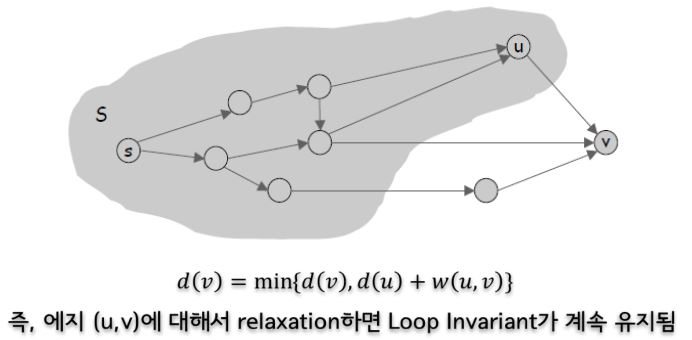 u
S
s
v
d(v) = min{d(v), d(u) + w(u, v)}
즉, 에지 (u,v)에 대해서 relaxation하면 Loop Invariant가 계속 유지됨